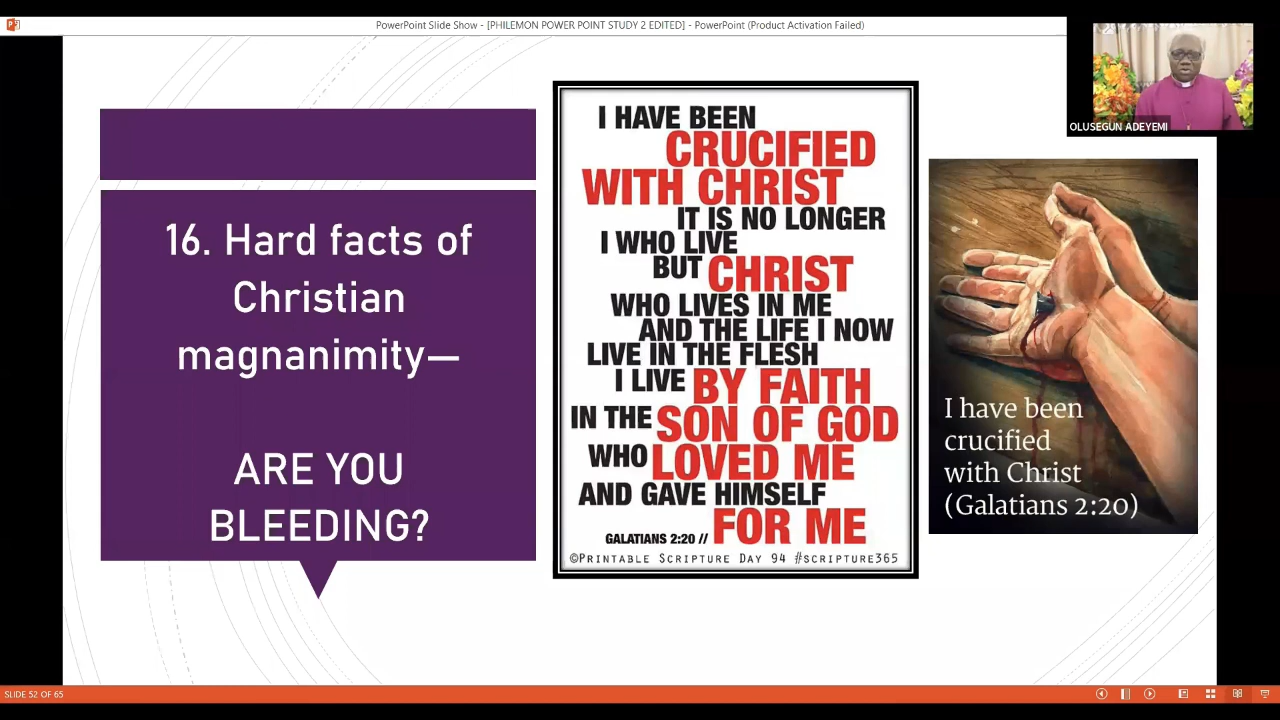 PowerPoint Slide Show - [PHILEMON POWER POINT STUDY 2 EDITED] - PowerPoint (Product Activation Failed)
OLUSEGUN ADEYEMI
16. Hard facts of
Christian
magnanimity—
ARE YOU
BLEEDING?
I HAVE BEEN
CRUCIFIED
WITH CHRIST
IT IS NO LONGER
I WHO LIVE
BUT CHRIST
WHO LIVES IN ME
AND THE LIFE I NOW
LIVE IN THE FLESH
I LIVE BY FAITH
IN THE SON OF GOD
WHO LOVED ME
AND GAVE HIMSELF
FOR ME
GALATIANS 2:20 //
©PRINTABLE SCRIPTURE DAY 94 #SCRIPTURE365
I have been
crucified
with Christ
(Galatians 2:20)
SLIDE 52 OF 65